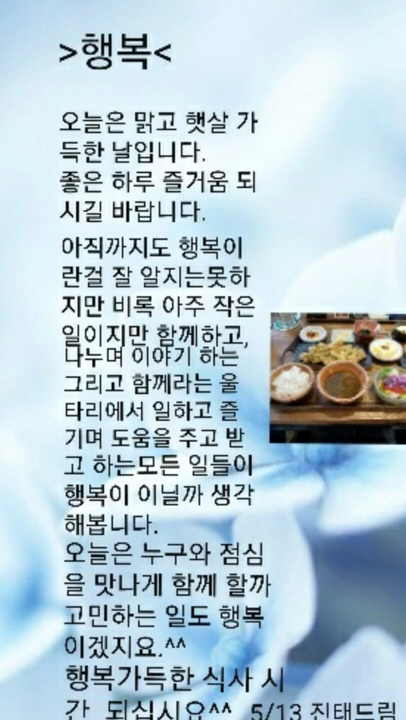 >행복<
오늘은 맑고 햇살 가
득한 날입니다.
좋은 하루 즐거움 되
시길 바랍니다.
아직까지도 행복이
란걸 잘 알지는못하
지만 비록 아주 작은
일이지만 함께하고,
나누며 이야기 하는
그리고 함께라는 울
타리에서 일하고 즐
기며 도움을 주고 받
고 하는모든 일들이
행복이 이닐까 생각
해봅니다.
오늘은 누구와 점심
을 맛나게 함께 할까
고민하는 일도 행복
이겠지요.^^
행복가득한 식사 시
간 되십시요^^ 5/13 진태드림